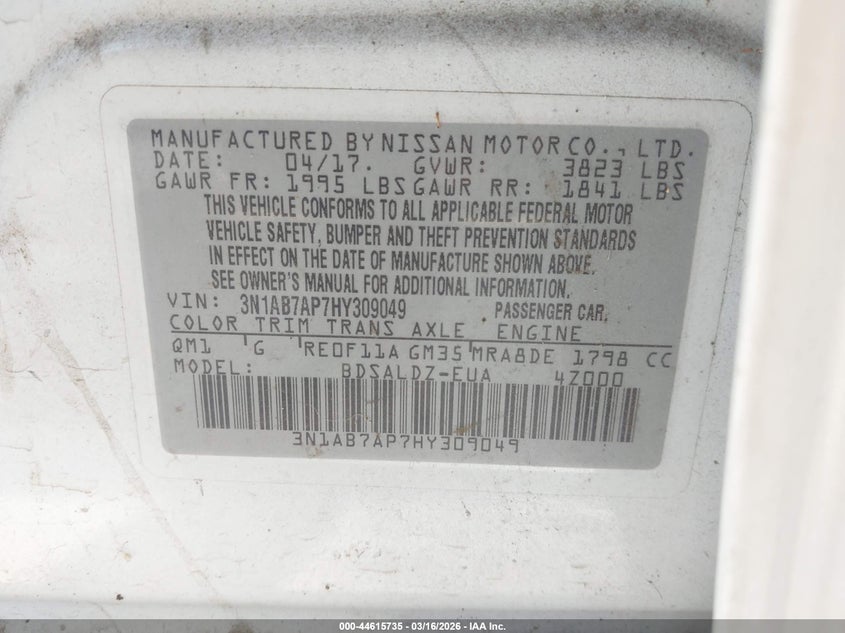 MANUFACTURED BY NISSAN MOTOR CO., LTD.
DATE: 04/17. GVWR: 3823 LBS
GAWR FR: 1995 LBS GAWR RR: 1841 LBS
THIS VEHICLE CONFORMS TO ALL APPLICABLE FEDERAL MOTOR
VEHICLE SAFETY, BUMPER AND THEFT PREVENTION STANDARDS
IN EFFECT ON THE DATE OF MANUFACTURE SHOWN ABOVE.
SEE OWNER'S MANUAL FOR ADDITIONAL INFORMATION.
VIN: 3N1AB7AP7HY309049 PASSENGER CAR.
COLOR TRIM TRANS AXLE ENGINE
QM1 G RE0F11A GM35 MRA8DE 1798 CC
MODEL: BDSALDZ-EUA 4Z000
3N1AB7AP7HY309049
000-44615735 - 03/16/2026 - IAA Inc.